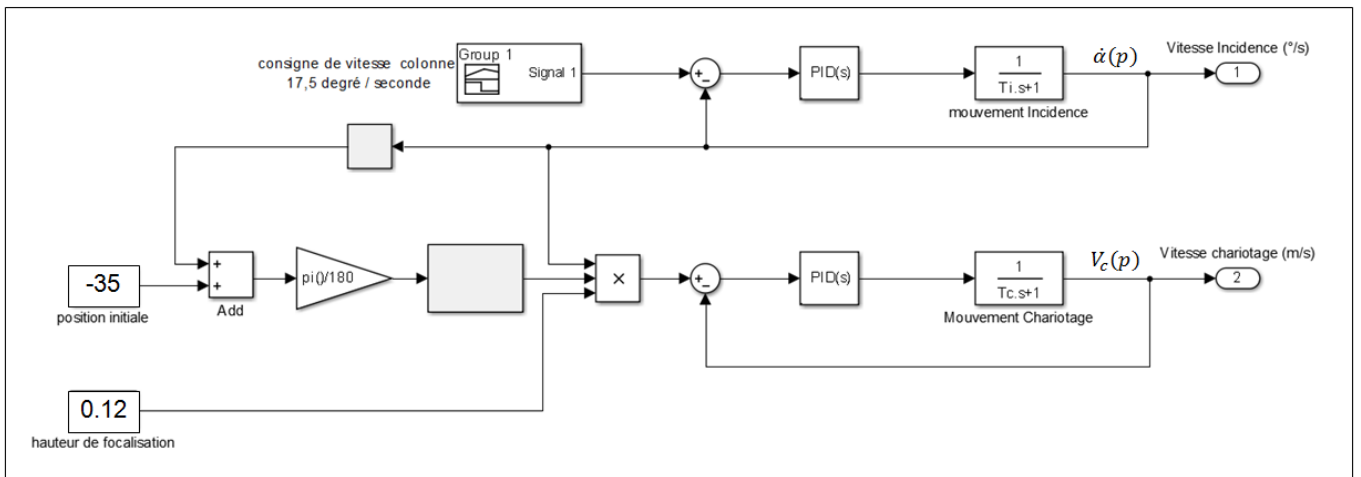 consigne de vitesse colonne
17,5 degré / seconde
Group 1
Signal 1
+
−
PID(s)
1
Ti.s+1
mouvement Incidence
α̇(p)
Vitesse Incidence (°/s)
1
-35
position initiale
+
+
Add
pi()/180
×
+
−
PID(s)
1
Tc.s+1
Mouvement Chariotage
Vc(p)
Vitesse chariotage (m/s)
2
0.12
hauteur de focalisation